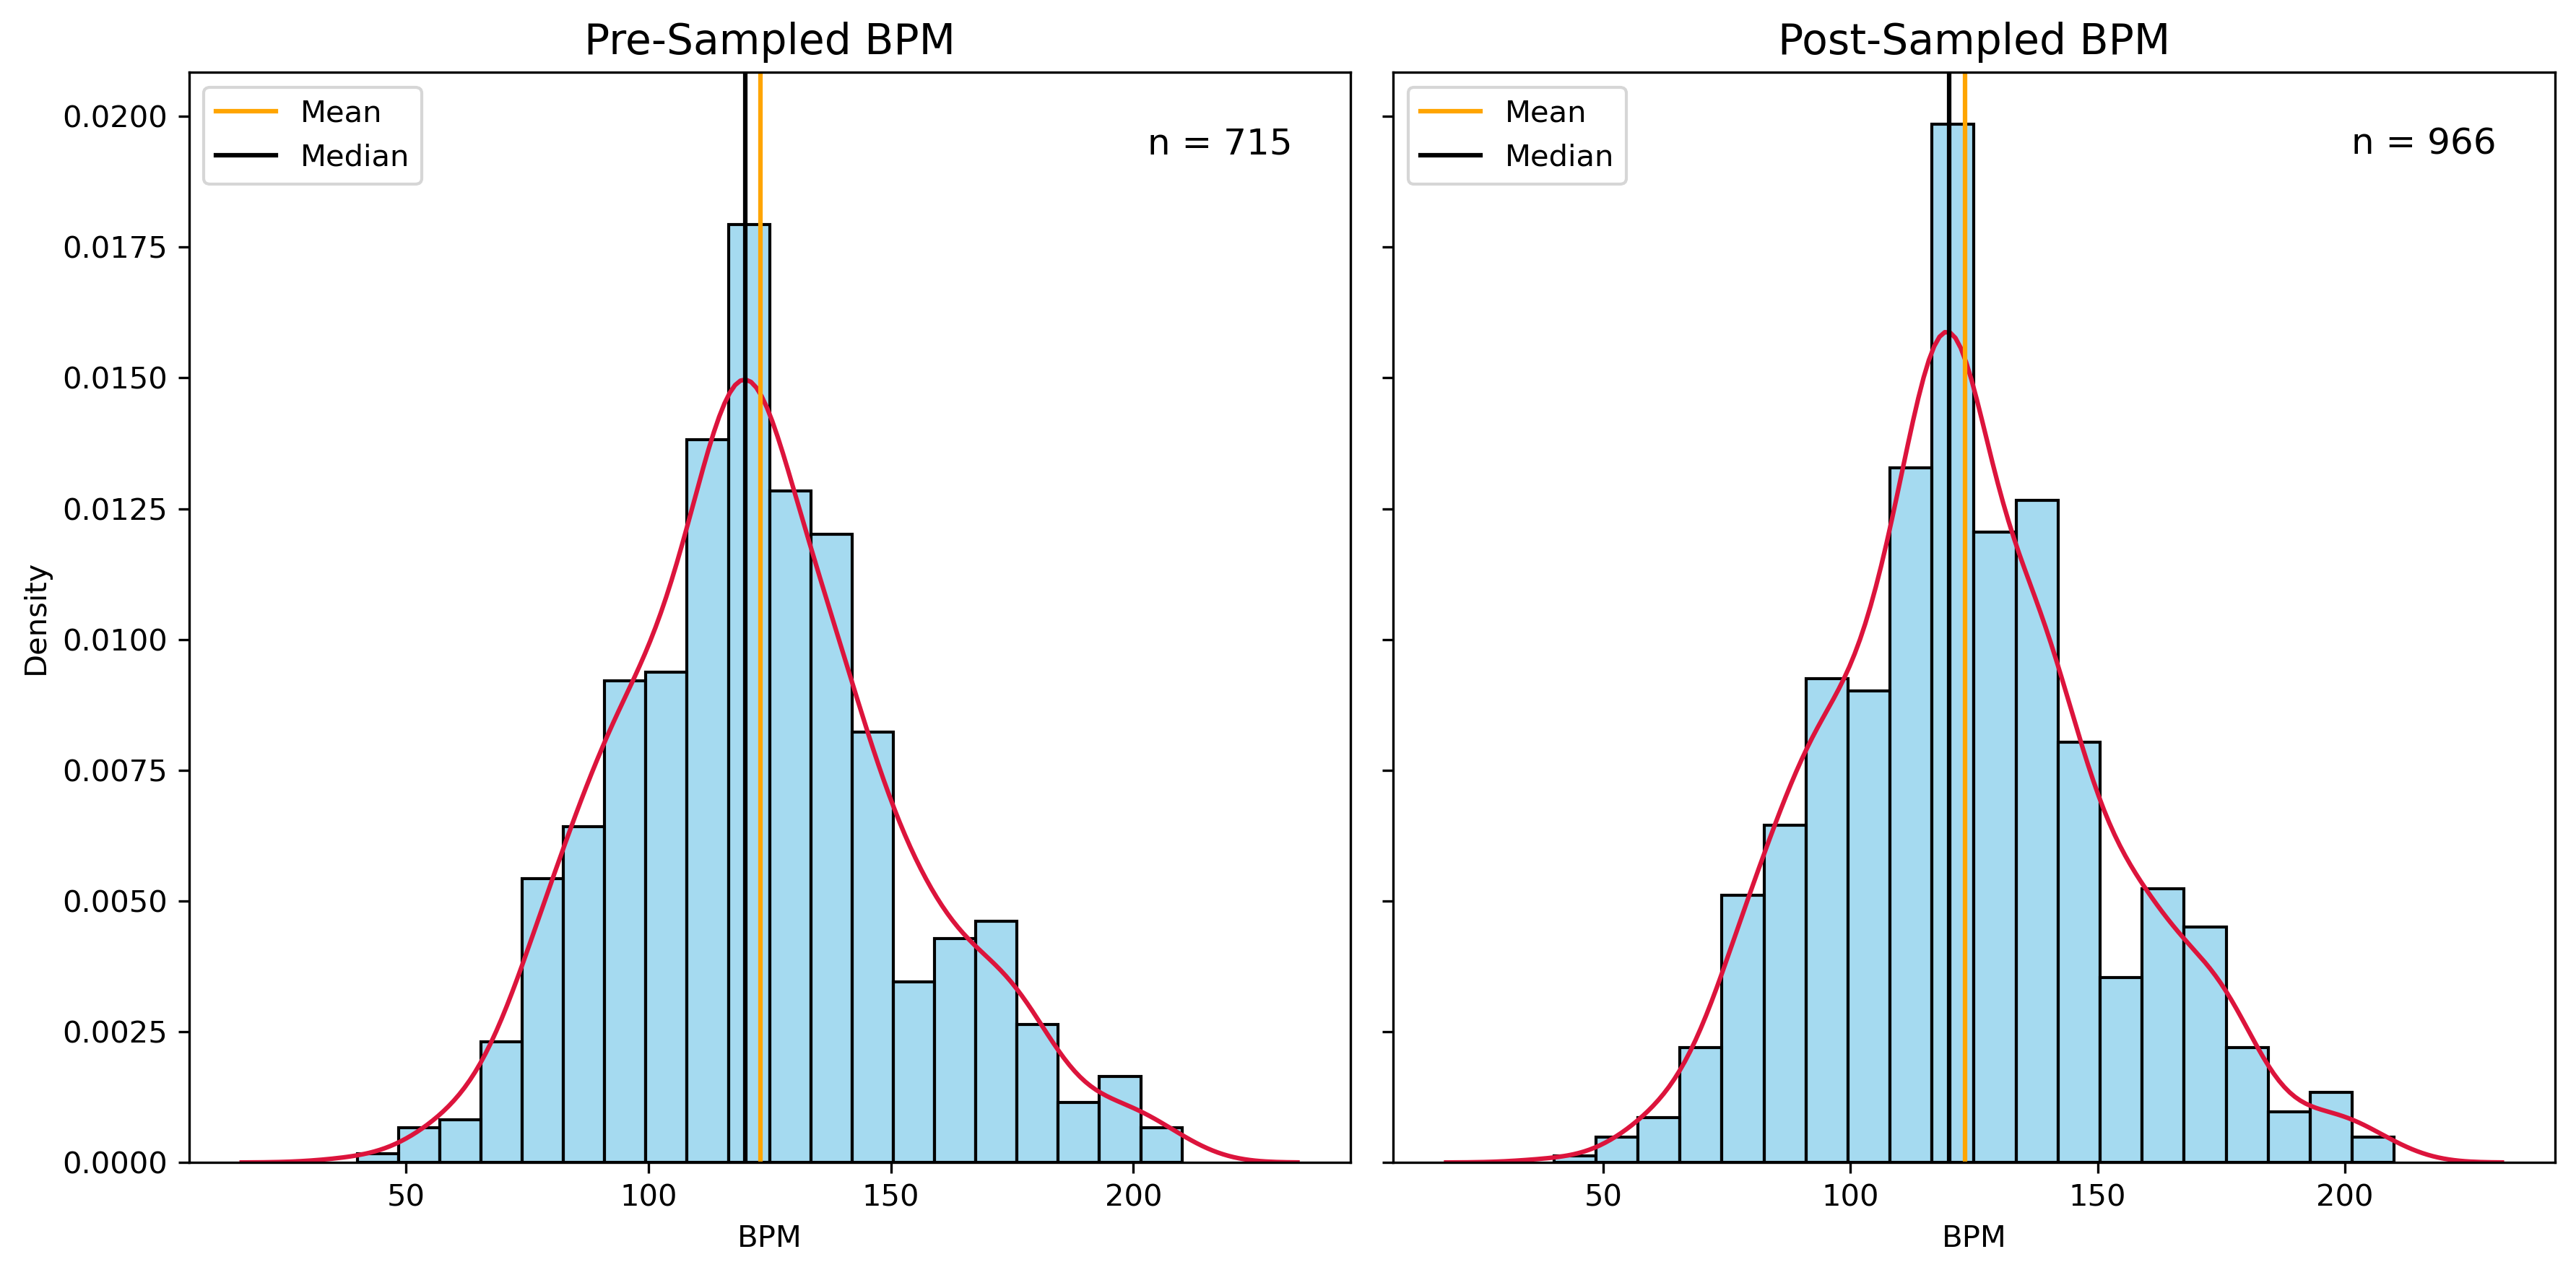 Pre-Sampled BPM
Mean
Median
n = 715
0.0200
0.0175
0.0150
0.0125
0.0100
0.0075
0.0050
0.0025
0.0000
Density
50 100 150 200
BPM
Post-Sampled BPM
Mean
Median
n = 966
50 100 150 200
BPM